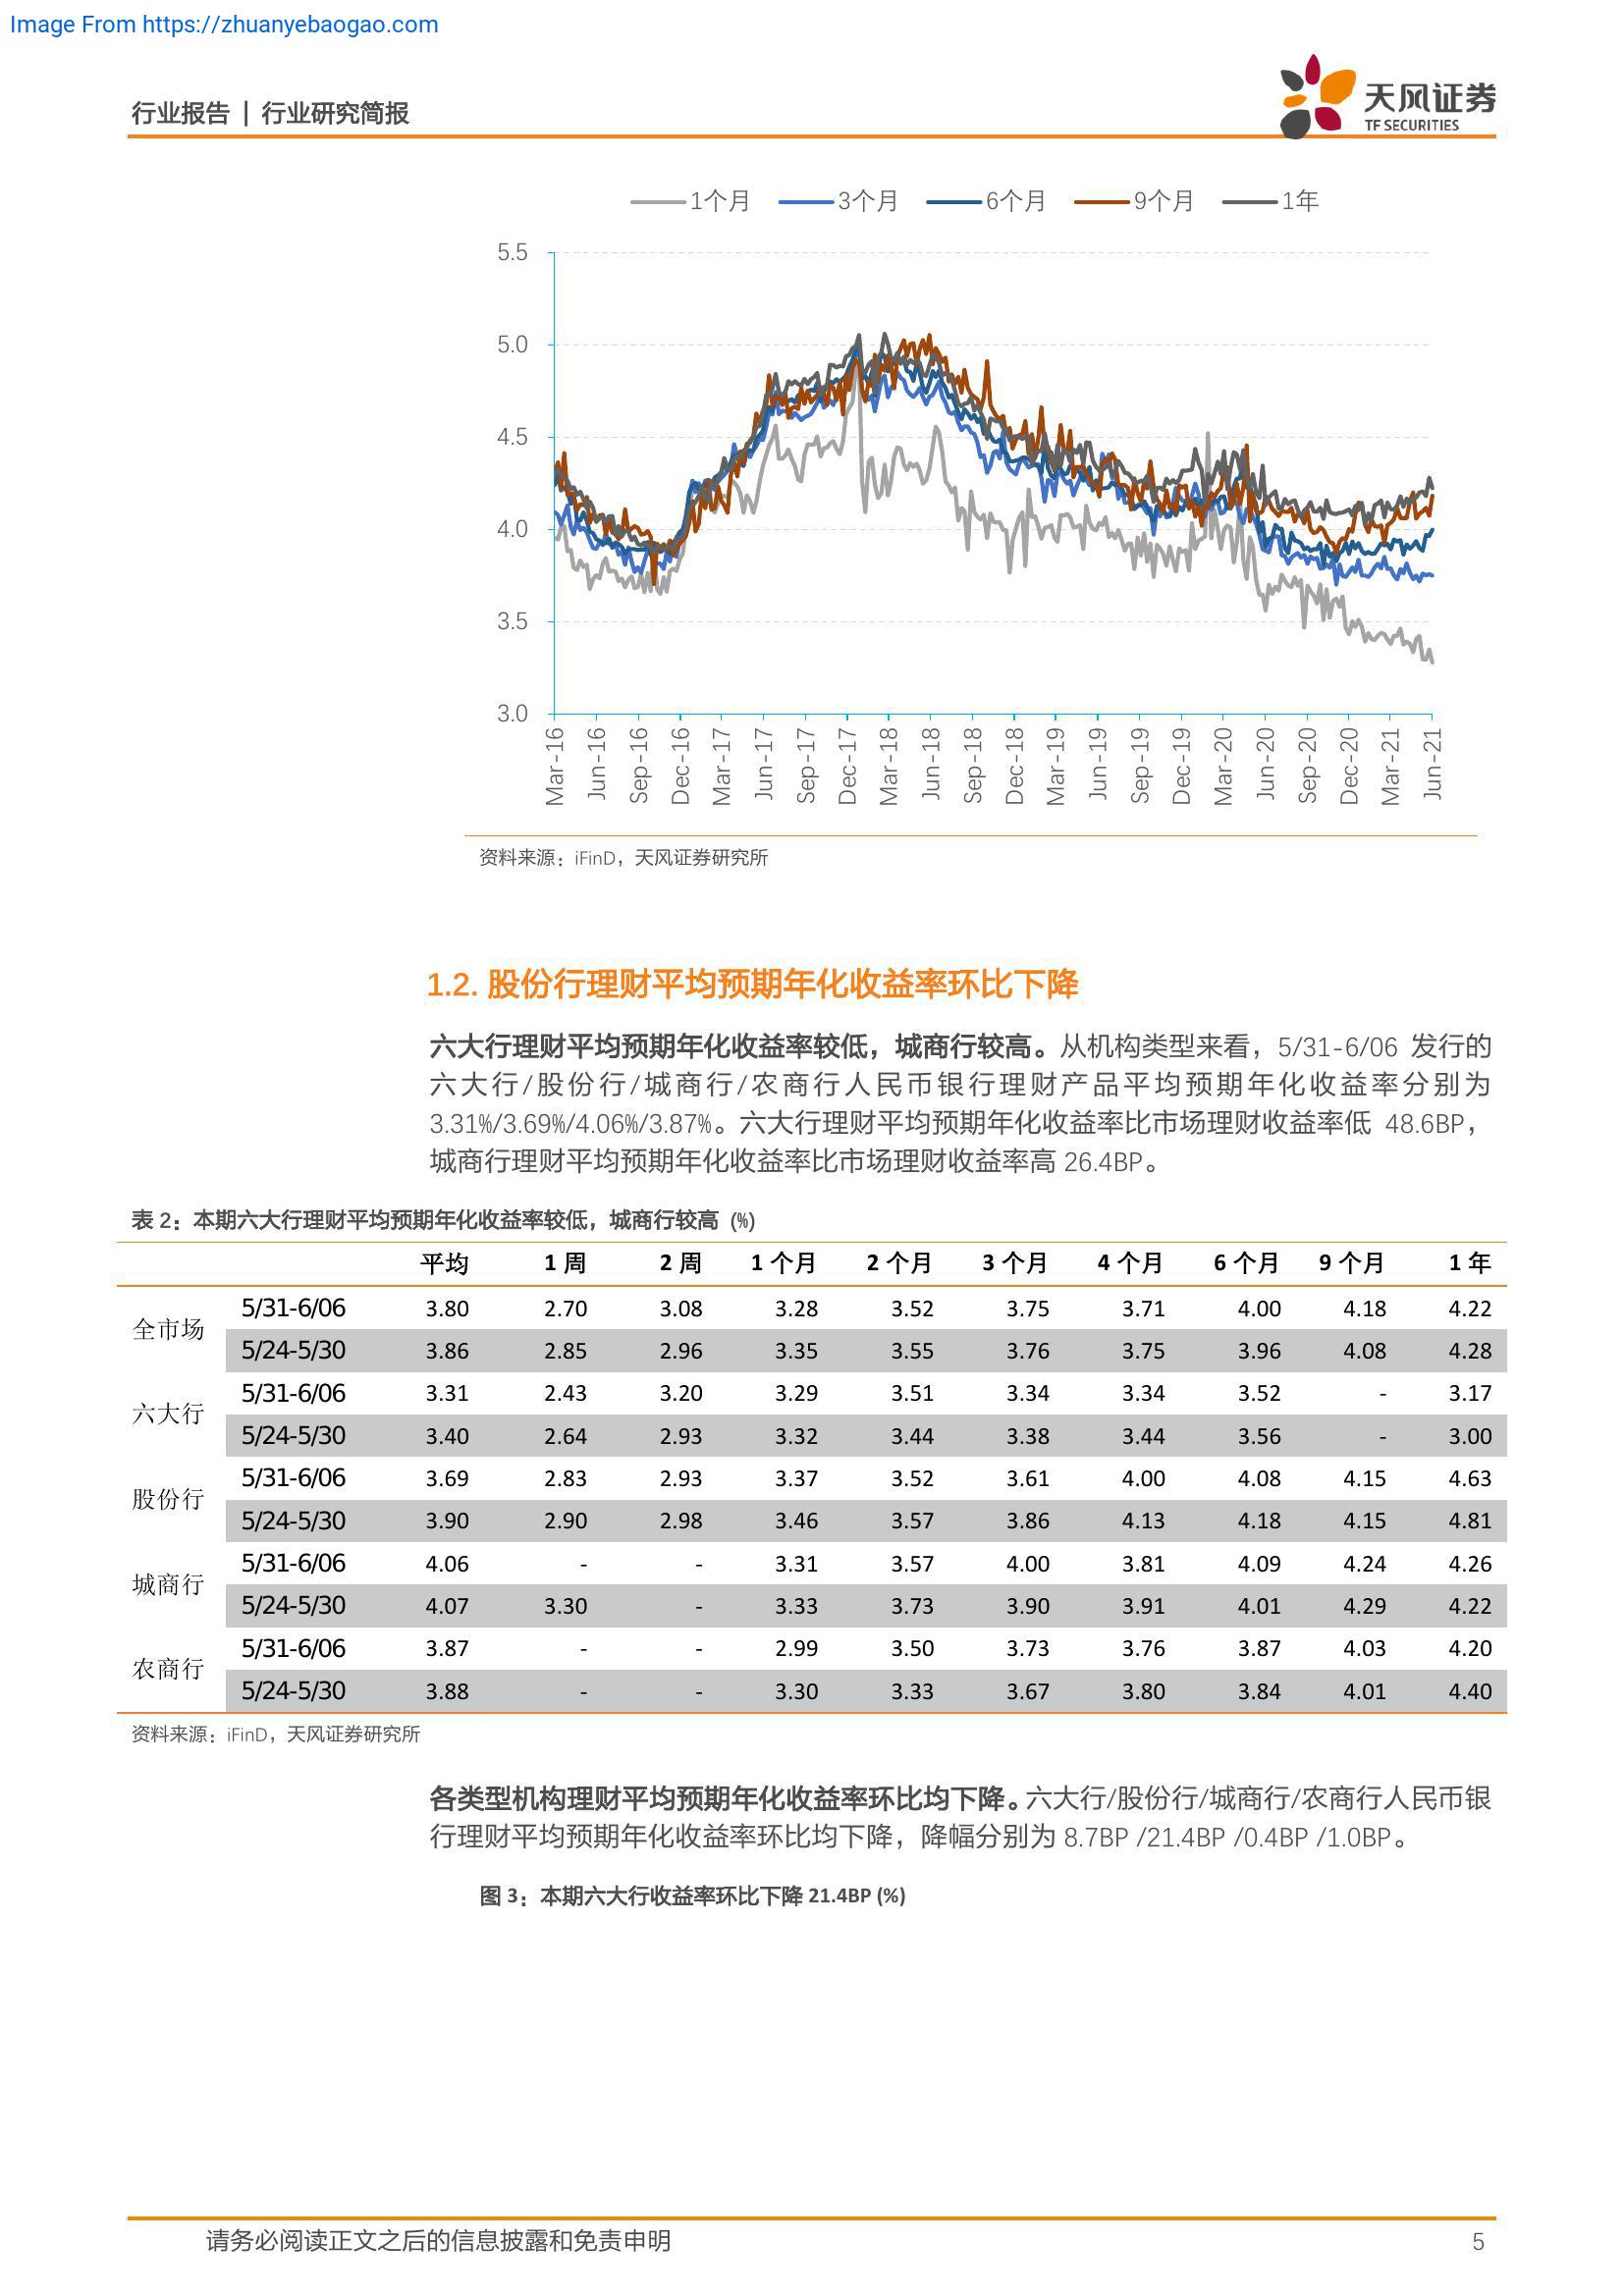 Image From https://zhuanyebaogao.com
行业报告 | 行业研究简报
天风证券
TF SECURITIES
1个月 3个月 6个月 9个月 1年
5.5
5.0
4.5
4.0
3.5
3.0
Mar-16 Jun-16 Sep-16 Dec-16 Mar-17 Jun-17 Sep-17 Dec-17 Mar-18 Jun-18 Sep-18 Dec-18 Mar-19 Jun-19 Sep-19 Dec-19 Mar-20 Jun-20 Sep-20 Dec-20 Mar-21 Jun-21
资料来源：iFinD，天风证券研究所
1.2. 股份行理财平均预期年化收益率环比下降
六大行理财平均预期年化收益率较低，城商行较高。从机构类型来看，5/31-6/06 发行的
六大行/股份行/城商行/农商行人民币银行理财产品平均预期年化收益率分别为
3.31%/3.69%/4.06%/3.87%。六大行理财平均预期年化收益率比市场理财收益率低 48.6BP，
城商行理财平均预期年化收益率比市场理财收益率高 26.4BP。
表 2：本期六大行理财平均预期年化收益率较低，城商行较高 (%)
平均 1 周 2 周 1 个月 2 个月 3 个月 4 个月 6 个月 9 个月 1 年
全市场 5/31-6/06 3.80 2.70 3.08 3.28 3.52 3.75 3.71 4.00 4.18 4.22
5/24-5/30 3.86 2.85 2.96 3.35 3.55 3.76 3.75 3.96 4.08 4.28
六大行 5/31-6/06 3.31 2.43 3.20 3.29 3.51 3.34 3.34 3.52 - 3.17
5/24-5/30 3.40 2.64 2.93 3.32 3.44 3.38 3.44 3.56 - 3.00
股份行 5/31-6/06 3.69 2.83 2.93 3.37 3.52 3.61 4.00 4.08 4.15 4.63
5/24-5/30 3.90 2.90 2.98 3.46 3.57 3.86 4.13 4.18 4.15 4.81
城商行 5/31-6/06 4.06 - - 3.31 3.57 4.00 3.81 4.09 4.24 4.26
5/24-5/30 4.07 3.30 - 3.33 3.73 3.90 3.91 4.01 4.29 4.22
农商行 5/31-6/06 3.87 - - 2.99 3.50 3.73 3.76 3.87 4.03 4.20
5/24-5/30 3.88 - - 3.30 3.33 3.67 3.80 3.84 4.01 4.40
资料来源：iFinD，天风证券研究所
各类型机构理财平均预期年化收益率环比均下降。六大行/股份行/城商行/农商行人民币银
行理财平均预期年化收益率环比均下降，降幅分别为 8.7BP /21.4BP /0.4BP /1.0BP。
图 3：本期六大行收益率环比下降 21.4BP (%)
请务必阅读正文之后的信息披露和免责申明
5